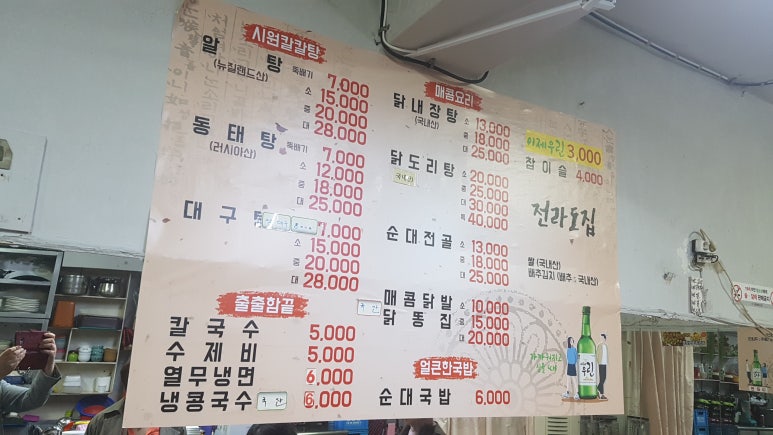 시원칼칼탕
알 탕 뚝배기 7,000
(뉴질랜드산) 소 15,000
중 20,000
대 28,000
동 태 탕 뚝배기 7,000
(러시아산) 소 12,000
중 18,000
대 25,000
대 구 탕 7,000
소 15,000
중 20,000
대 28,000
출출함끝
칼 국 수 5,000
수 제 비 5,000
열무냉면 6,000
냉콩국수 주간 6,000
매콤요리
닭내장탕 소 13,000
(국내산) 중 18,000
대 25,000
닭도리탕 소 20,000
국내산 중 25,000
대 30,000
특 40,000
순대전골 소 13,000
중 18,000
대 25,000
주간 매콤닭발 소 10,000
닭 똥 집 중 15,000
대 20,000
얼큰한국밥
순대국밥 6,000
이제우린 3,000
참이슬 4,000
전라도집
쌀 (국내산)
배추김치 (배추 : 국내산)